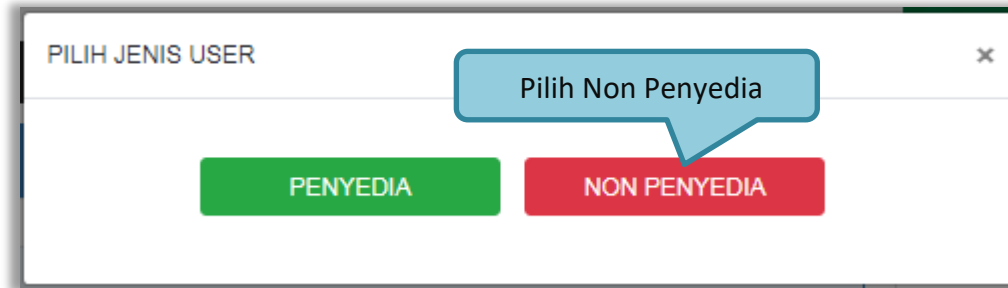 PILIH JENIS USER
×
Pilih Non Penyedia
PENYEDIA
NON PENYEDIA